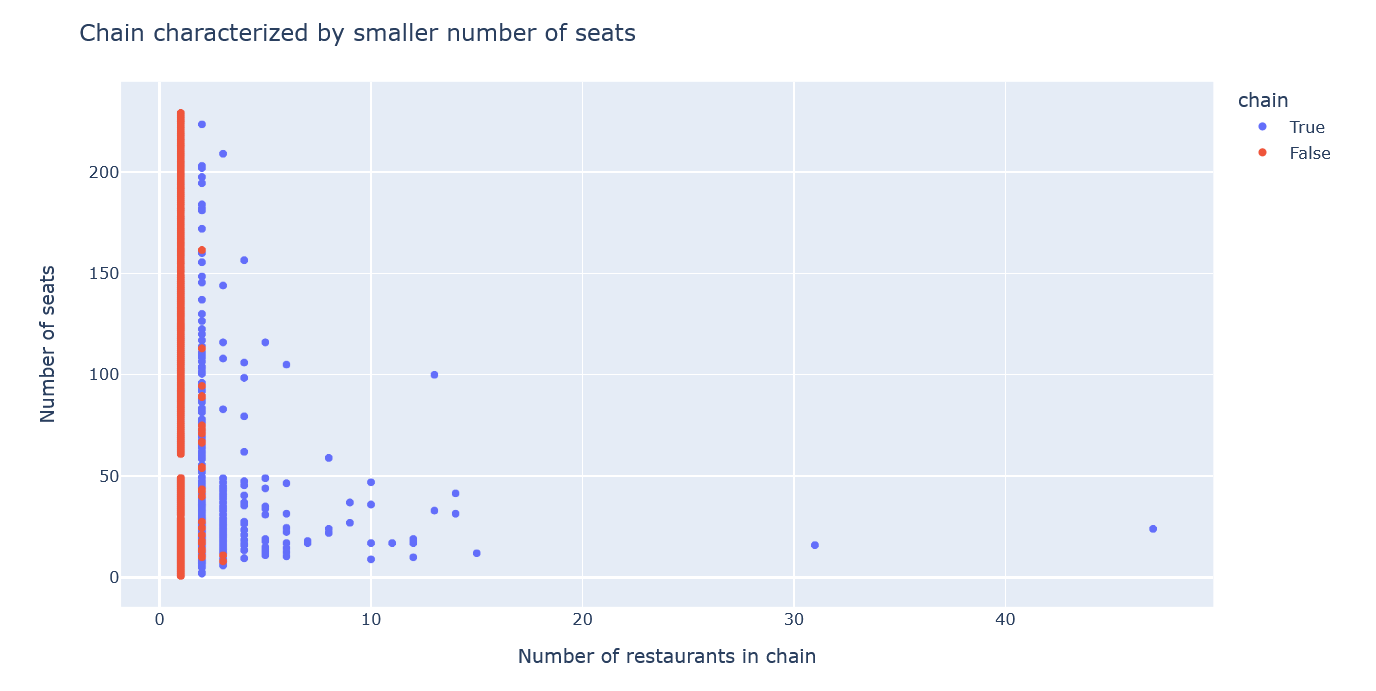 Chain characterized by smaller number of seats
chain
True
False
Number of seats
200
150
100
50
0
0 10 20 30 40
Number of restaurants in chain